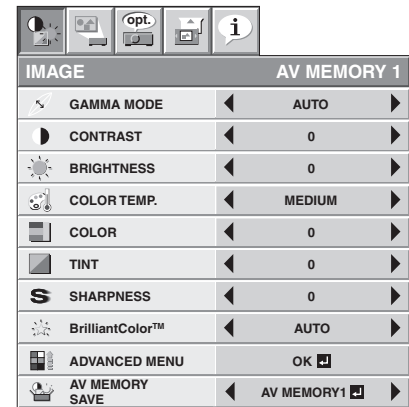 opt.
i
IMAGE AV MEMORY 1
GAMMA MODE AUTO
CONTRAST 0
BRIGHTNESS 0
COLOR TEMP. MEDIUM
COLOR 0
TINT 0
S SHARPNESS 0
BrilliantColor™ AUTO
ADVANCED MENU OK
AV MEMORY
SAVE AV MEMORY1